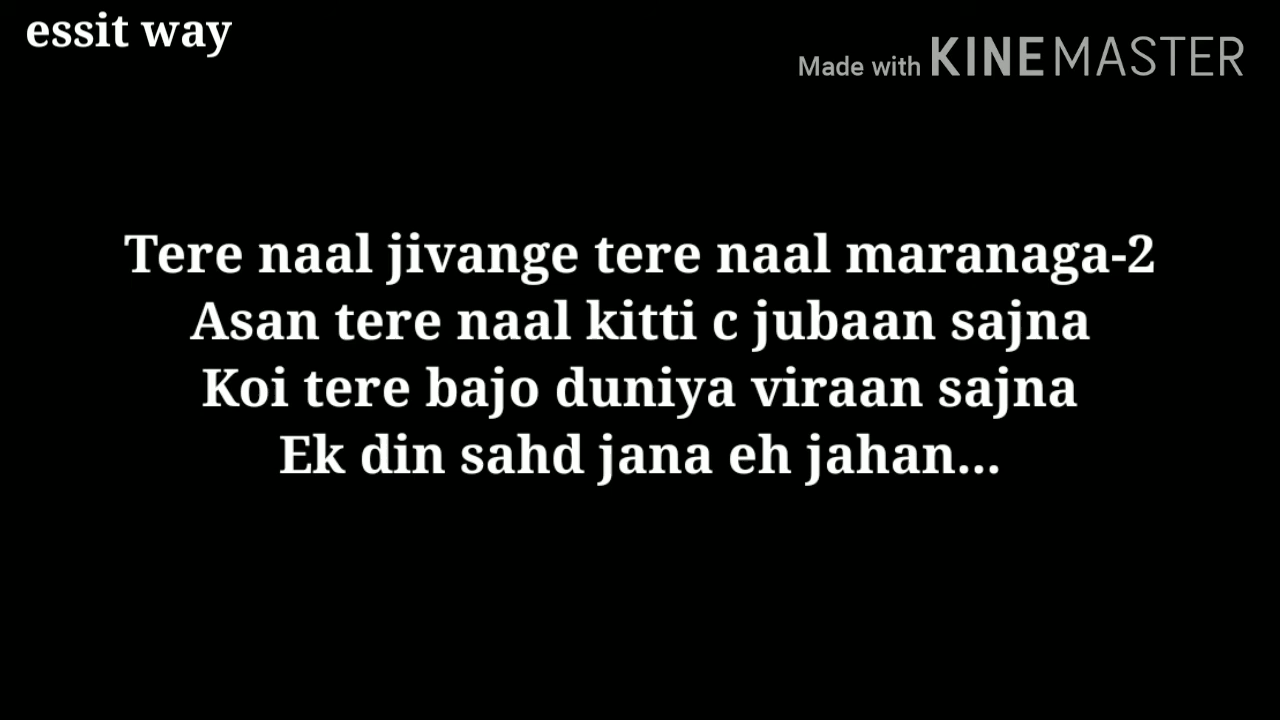 essit way
Made with KINEMASTER
Tere naal jivange tere naal maranaga-2
Asan tere naal kitti c jubaan sajna
Koi tere bajo duniya viraan sajna
Ek din sahd jana eh jahan...